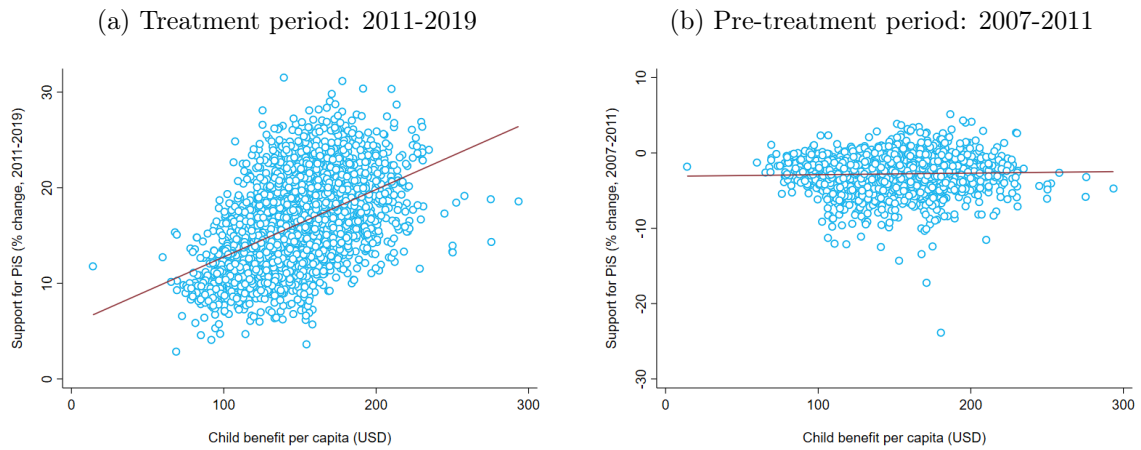 (a) Treatment period: 2011-2019
Support for PiS (% change, 2011-2019)
30
20
10
0
0
100
200
300
Child benefit per capita (USD)
(b) Pre-treatment period: 2007-2011
Support for PiS (% change, 2007-2011)
10
0
-10
-20
-30
0
100
200
300
Child benefit per capita (USD)